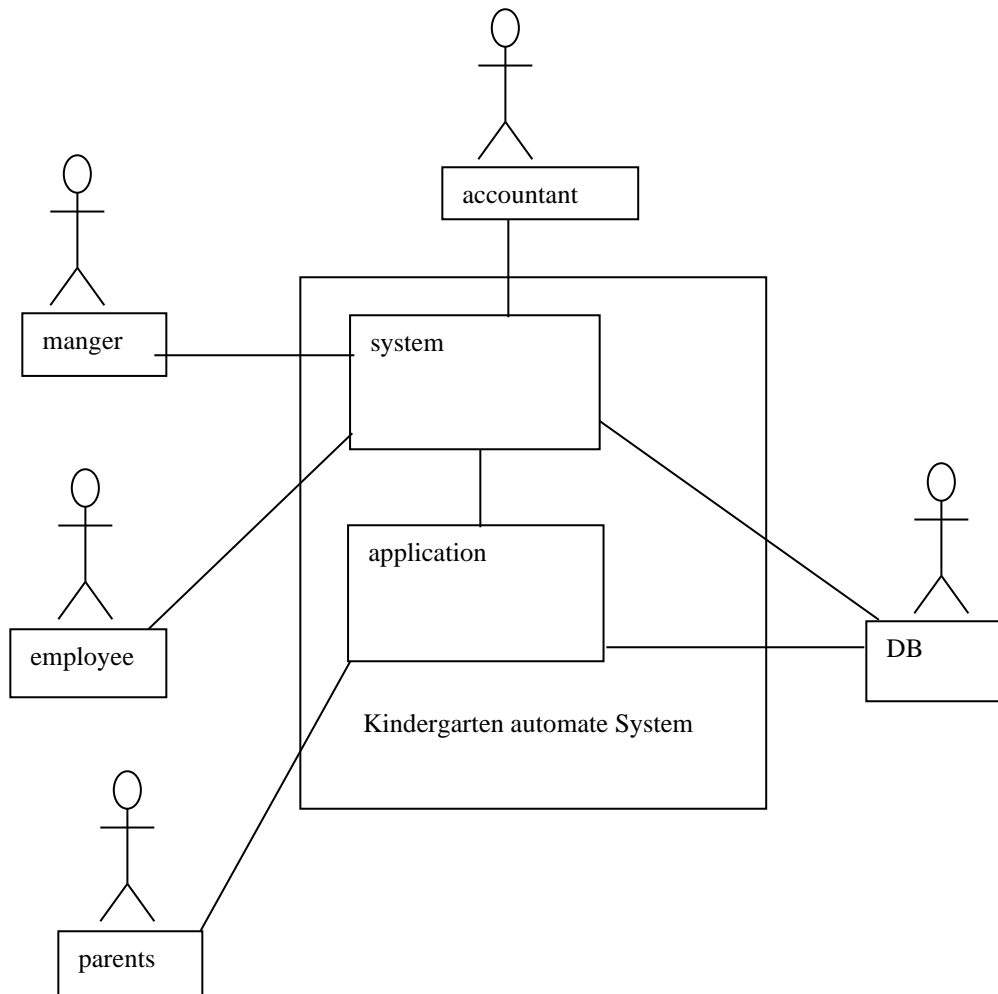 accountant
manger
system
application
employee
DB
Kindergarten automate System
parents